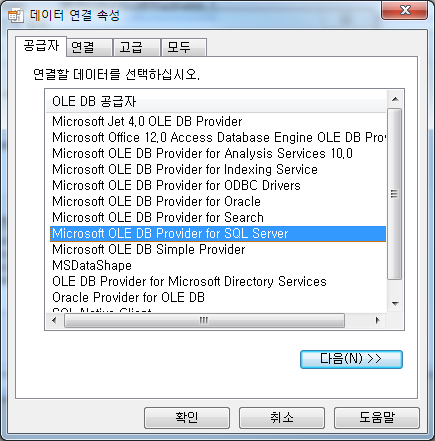 데이터 연결 속성
공급자 연결 고급 모두
연결할 데이터를 선택하십시오.
OLE DB 공급자
Microsoft Jet 4.0 OLE DB Provider
Microsoft Office 12.0 Access Database Engine OLE DB Prov
Microsoft OLE DB Provider for Analysis Services 10.0
Microsoft OLE DB Provider for Indexing Service
Microsoft OLE DB Provider for ODBC Drivers
Microsoft OLE DB Provider for Oracle
Microsoft OLE DB Provider for Search
Microsoft OLE DB Provider for SQL Server
Microsoft OLE DB Simple Provider
MSDataShape
OLE DB Provider for Microsoft Directory Services
Oracle Provider for OLE DB
SQL Native Client
다음(N) >>
확인 취소 도움말